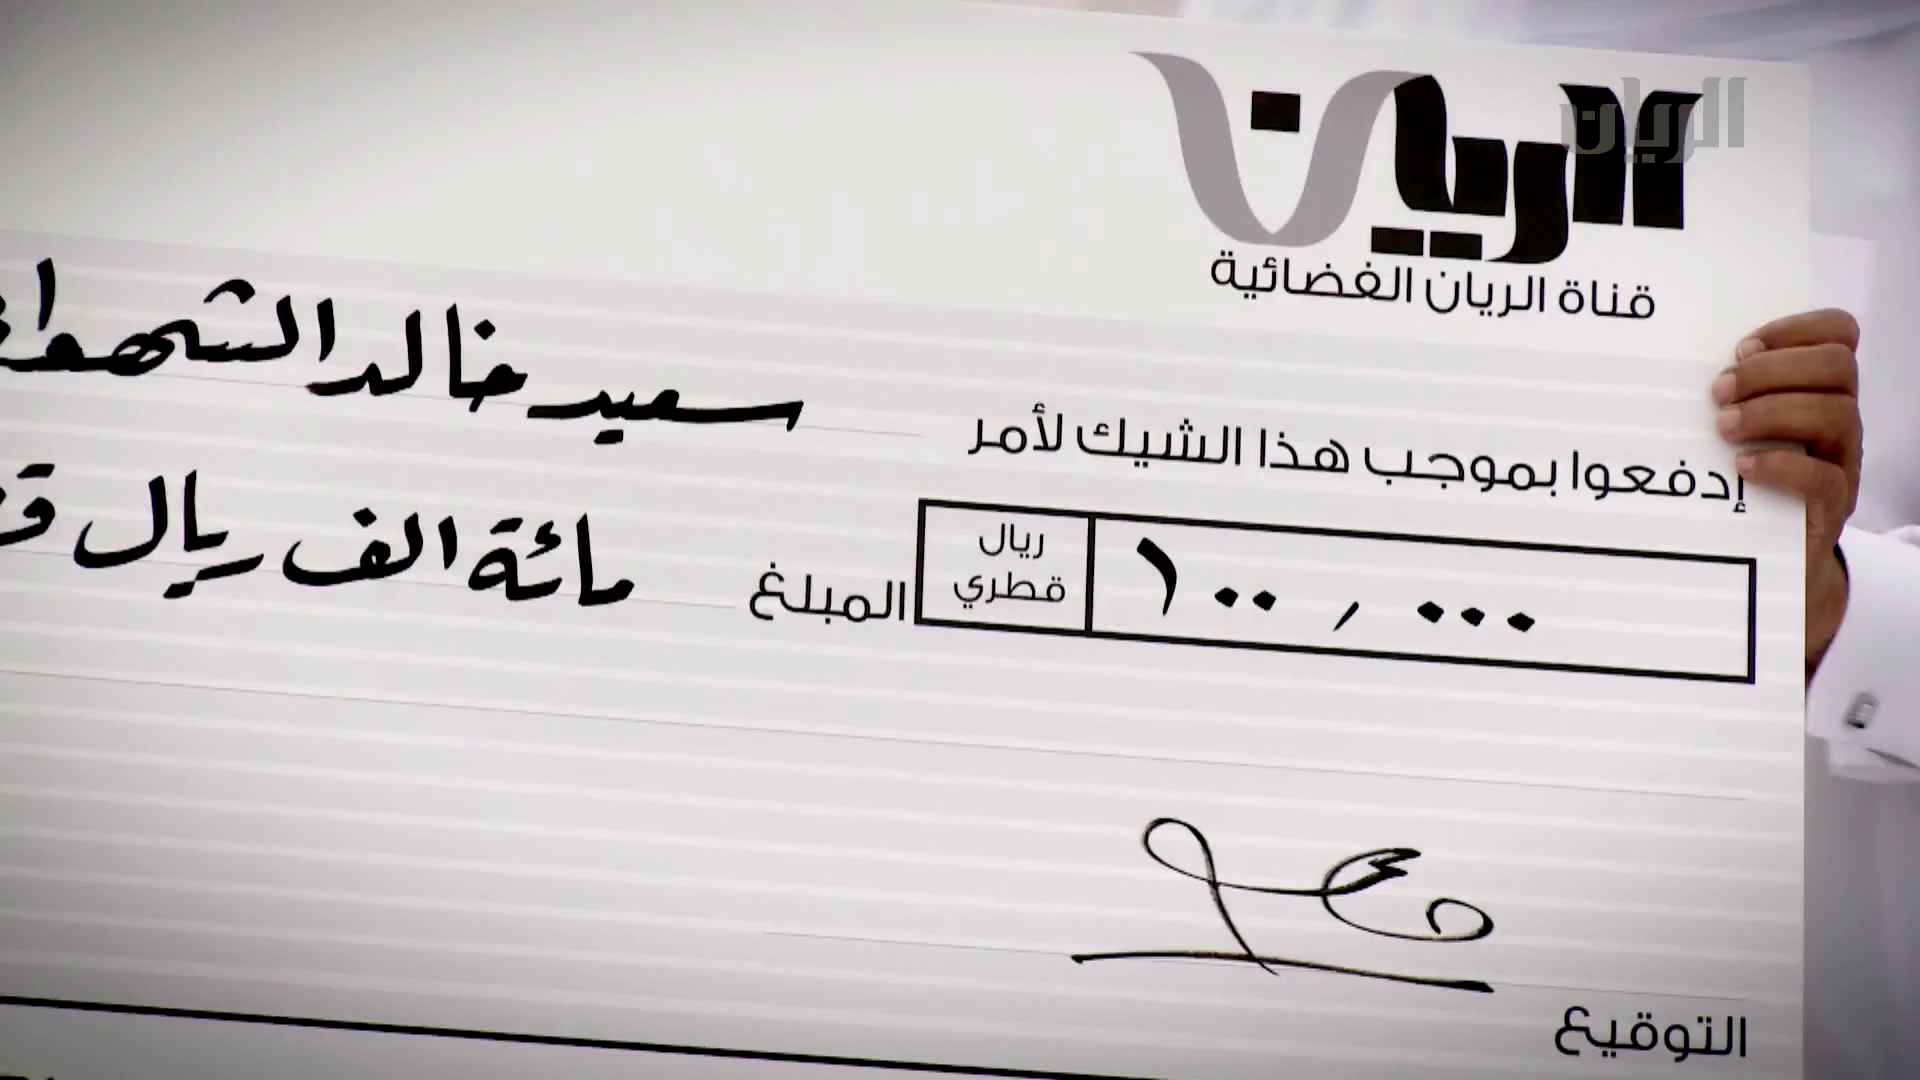 الريان
الريان
قناة الريان الفضائية
إدفعوا بموجب هذا الشيك لأمر سعيد خالد
١٠٠,٠٠٠ ريال قطري
المبلغ مائة الف ريال
التوقيع